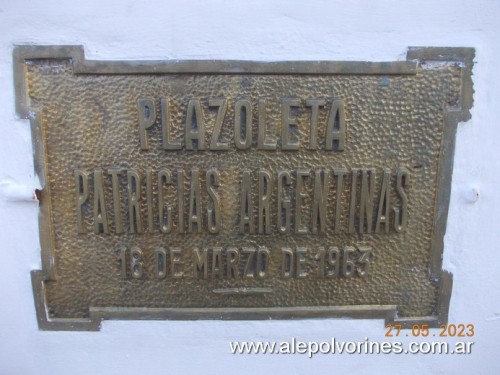 PLAZOLETA
PATRICIAS ARGENTINAS
16 DE MARZO DE 1963
27.05.2023
www.alepolvorines.com.ar